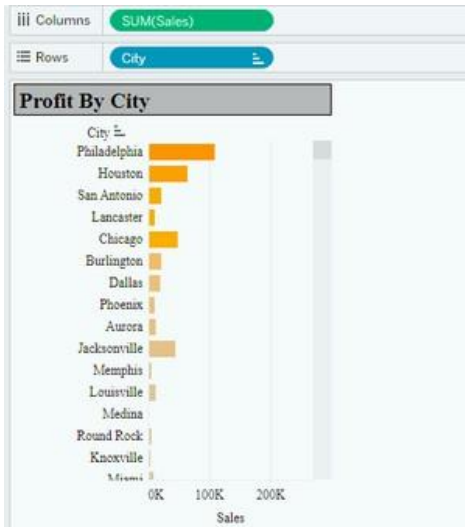 Columns SUM(Sales)
Rows City
Profit By City
City
Philadelphia
Houston
San Antonio
Lancaster
Chicago
Burlington
Dallas
Phoenix
Aurora
Jacksonville
Memphis
Louisville
Medina
Round Rock
Knoxville
Miami
0K 100K 200K
Sales